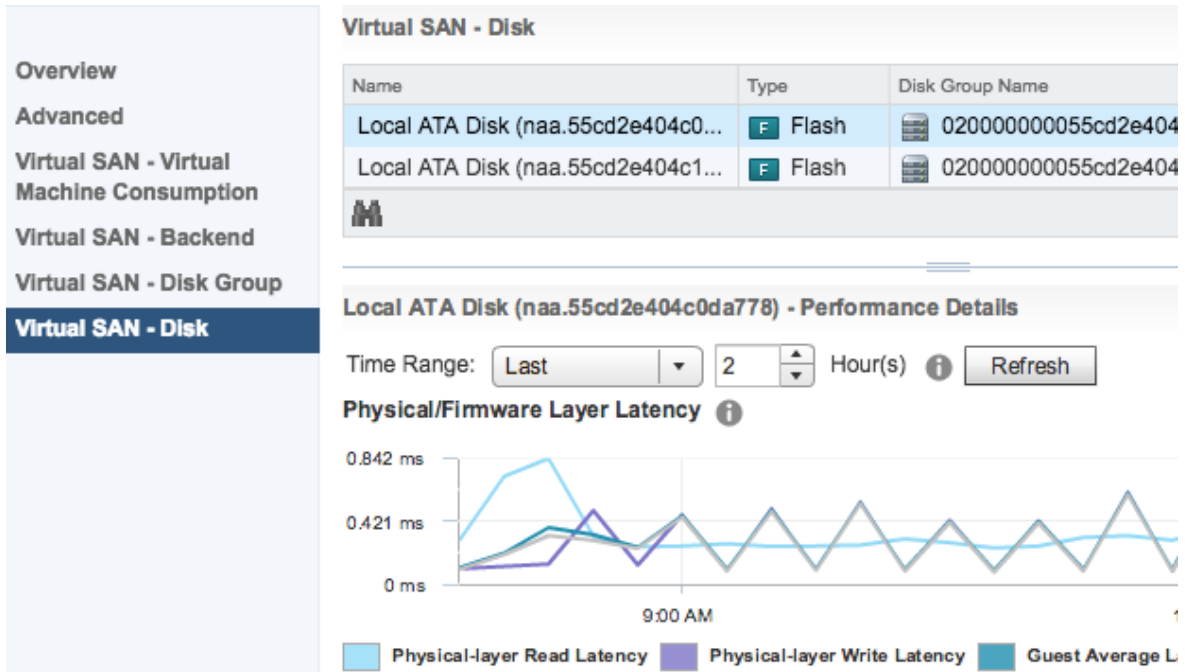 Overview
Advanced
Virtual SAN - Virtual
Machine Consumption
Virtual SAN - Backend
Virtual SAN - Disk Group
Virtual SAN - Disk
Virtual SAN - Disk
Name Type Disk Group Name
Local ATA Disk (naa.55cd2e404c0... F Flash 020000000055cd2e404
Local ATA Disk (naa.55cd2e404c1... F Flash 020000000055cd2e404
Local ATA Disk (naa.55cd2e404c0da778) - Performance Details
Time Range: Last 2 Hour(s) Refresh
Physical/Firmware Layer Latency
0.842 ms
0.421 ms
0 ms
9:00 AM 1
Physical-layer Read Latency Physical-layer Write Latency Guest Average La